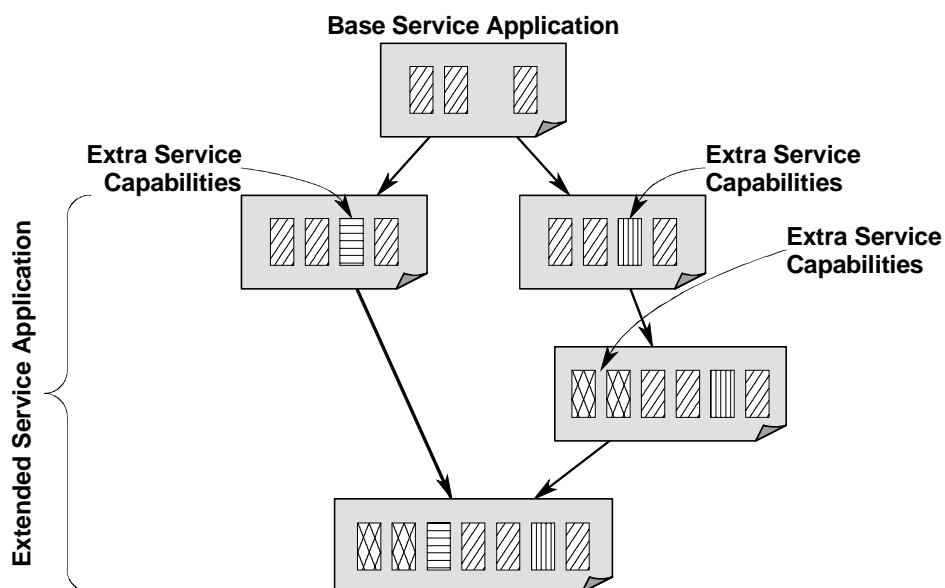 Base Service Application
Extra Service
Capabilities
Extra Service
Capabilities
Extra Service
Capabilities
Extended Service Application